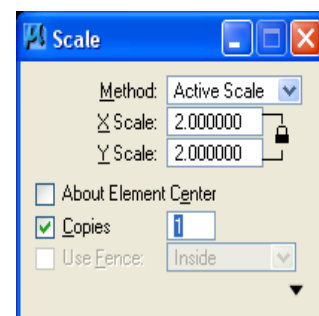 Scale
Method: Active Scale
X Scale: 2.000000
Y Scale: 2.000000
About Element Center
Copies 1
Use Fence: Inside